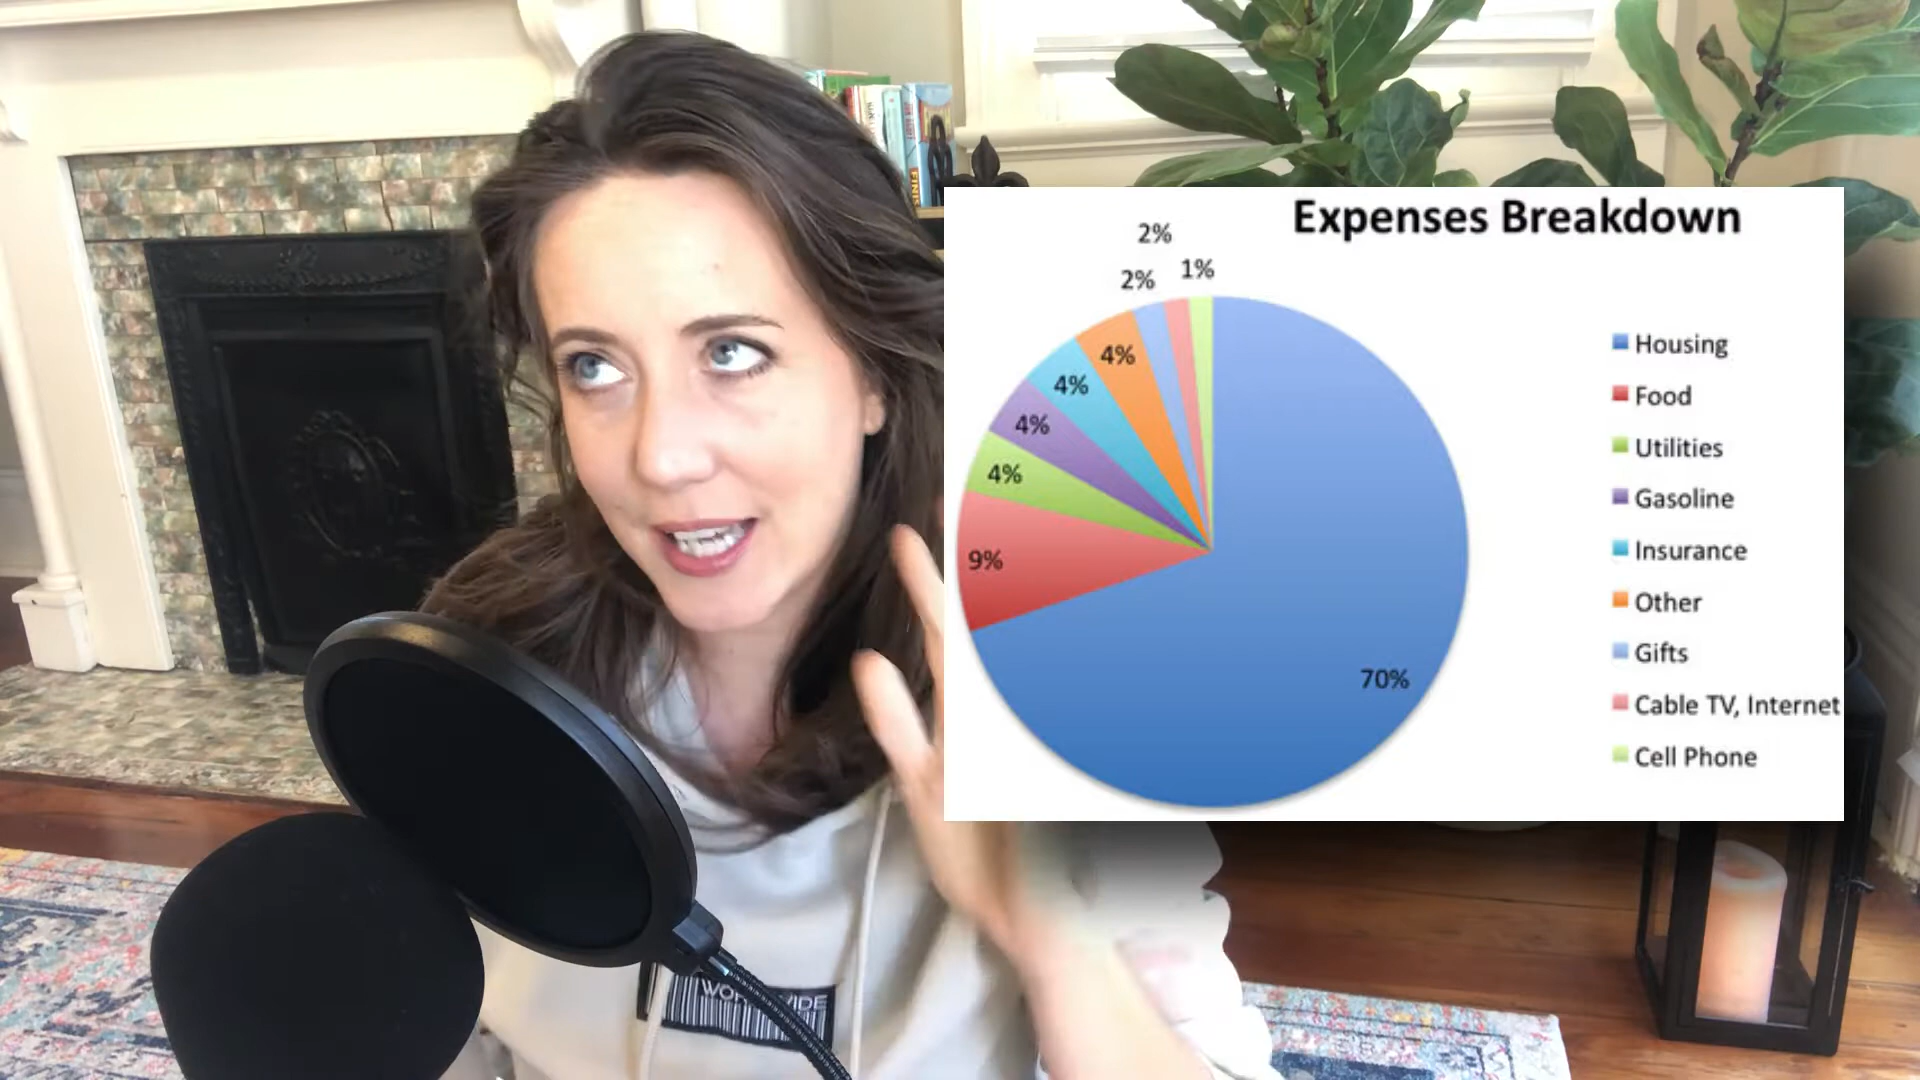 Expenses Breakdown
2%
2%
1%
4%
4%
4%
4%
9%
70%
Housing
Food
Utilities
Gasoline
Insurance
Other
Gifts
Cable TV, Internet
Cell Phone